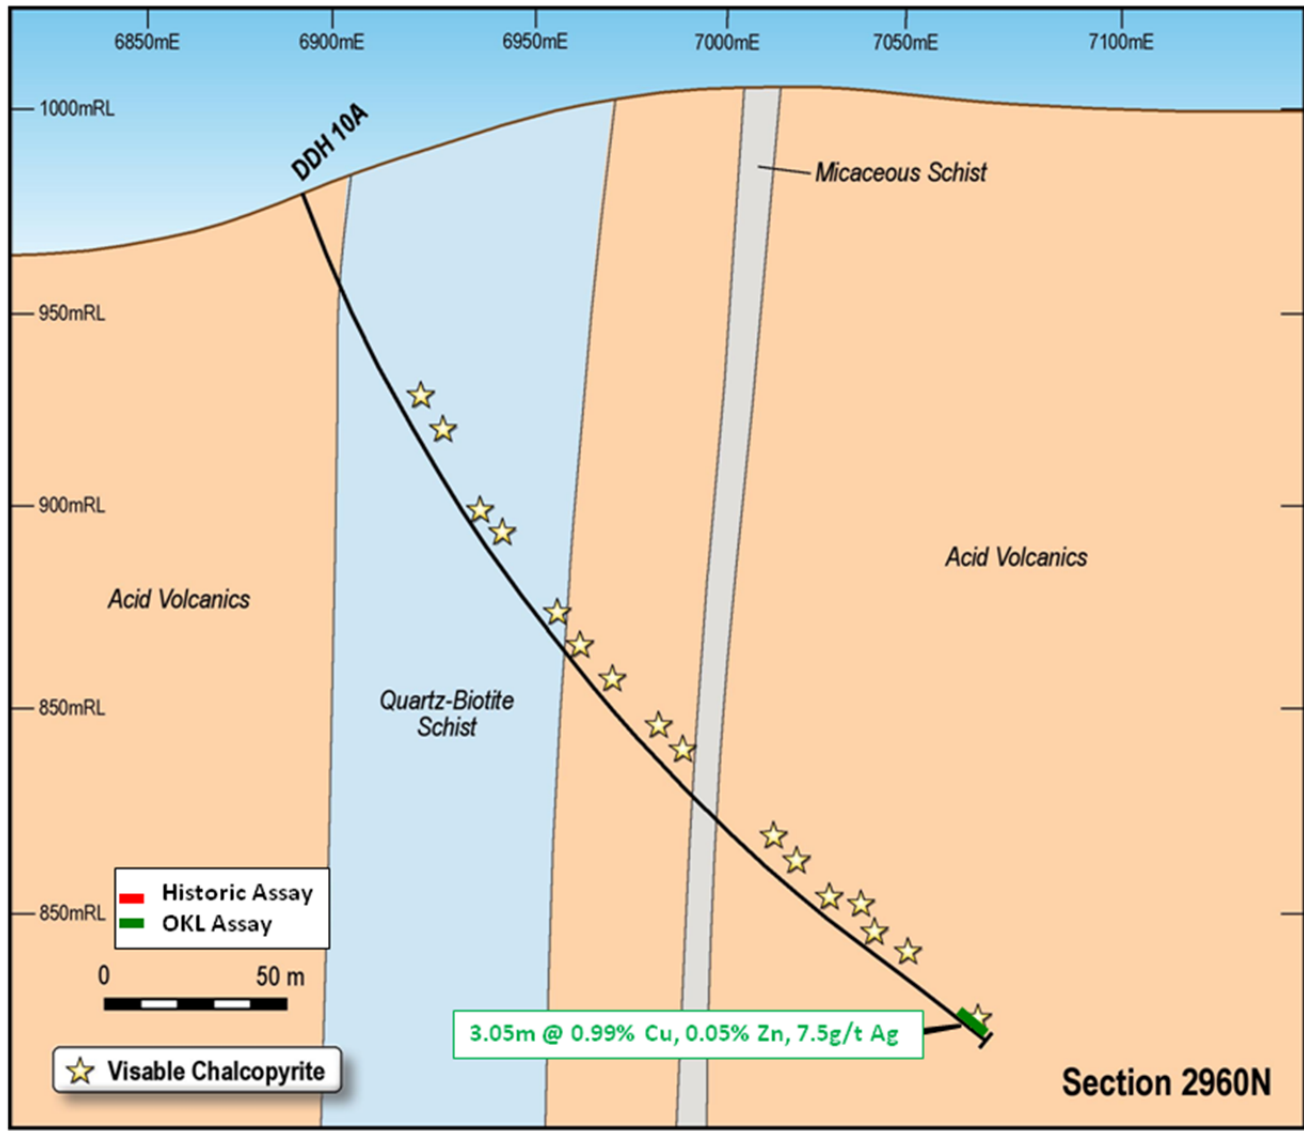 6850mE 6900mE 6950mE 7000mE 7050mE 7100mE
1000mRL
DDH 10A
Micaceous Schist
950mRL
900mRL
Acid Volcanics
Acid Volcanics
850mRL
Quartz-Biotite
Schist
Historic Assay
850mRL
OKL Assay
0 50 m
3.05m @ 0.99% Cu, 0.05% Zn, 7.5g/t Ag
Visable Chalcopyrite
Section 2960N